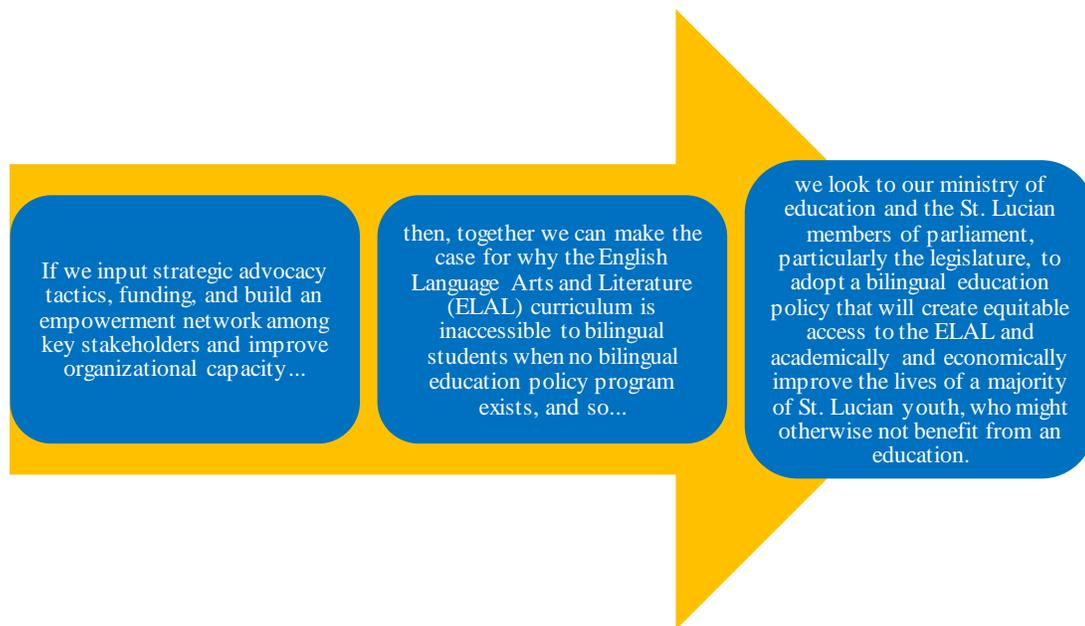 If we input strategic advocacy
tactics, funding, and build an
empowerment network among
key stakeholders and improve
organizational capacity...
then, together we can make the
case for why the English
Language Arts and Literature
(ELAL) curriculum is
inaccessible to bilingual
students when no bilingual
education policy program
exists, and so...
we look to our ministry of
education and the St. Lucian
members of parliament,
particularly the legislature, to
adopt a bilingual education
policy that will create equitable
access to the ELAL and
academically and economically
improve the lives of a majority
of St. Lucian youth, who might
otherwise not benefit from an
education.